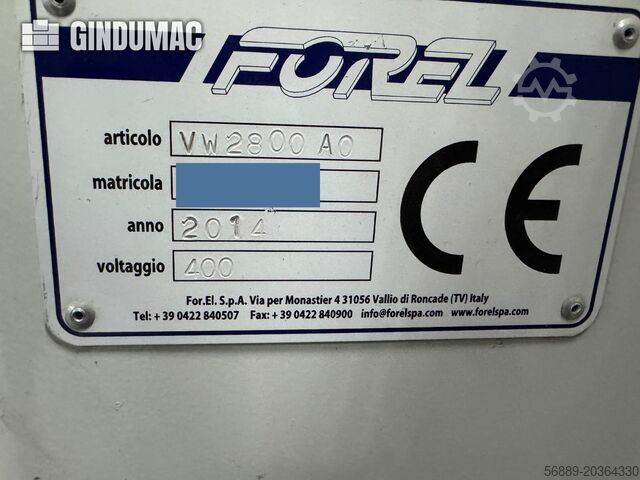 GINDUMAC
FOREL
articolo VW2800 A0
matricola
anno 2014
voltaggio 400
CE
For.El. S.p.A. Via per Monastier 4 31056 Vallio di Roncade (TV) Italy
Tel: + 39 0422 840507 Fax: + 39 0422 840900 info@forelspa.com www.forelspa.com
56889-20364330